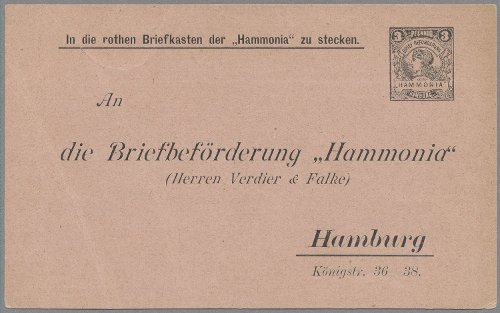 In die rothen Briefkasten der „Hammonia" zu stecken.
3 PFENNIG 3
HAMMONIA
An
die Briefbeförderung „Hammonia"
(Herren Verdier & Falke)
Hamburg
Königstr. 36 38.